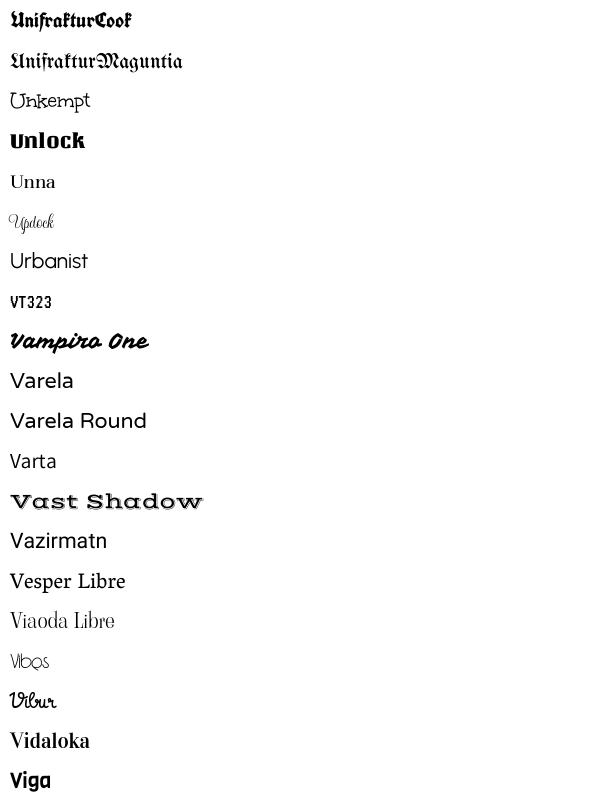 UnifrakturCook
UnifrakturMaguntia
Unkempt
Unlock
Unna
Updock
Urbanist
VT323
Vampiro One
Varela
Varela Round
Varta
Vast Shadow
Vazirmatn
Vesper Libre
Viaoda Libre
Vibes
Vibur
Vidaloka
Viga